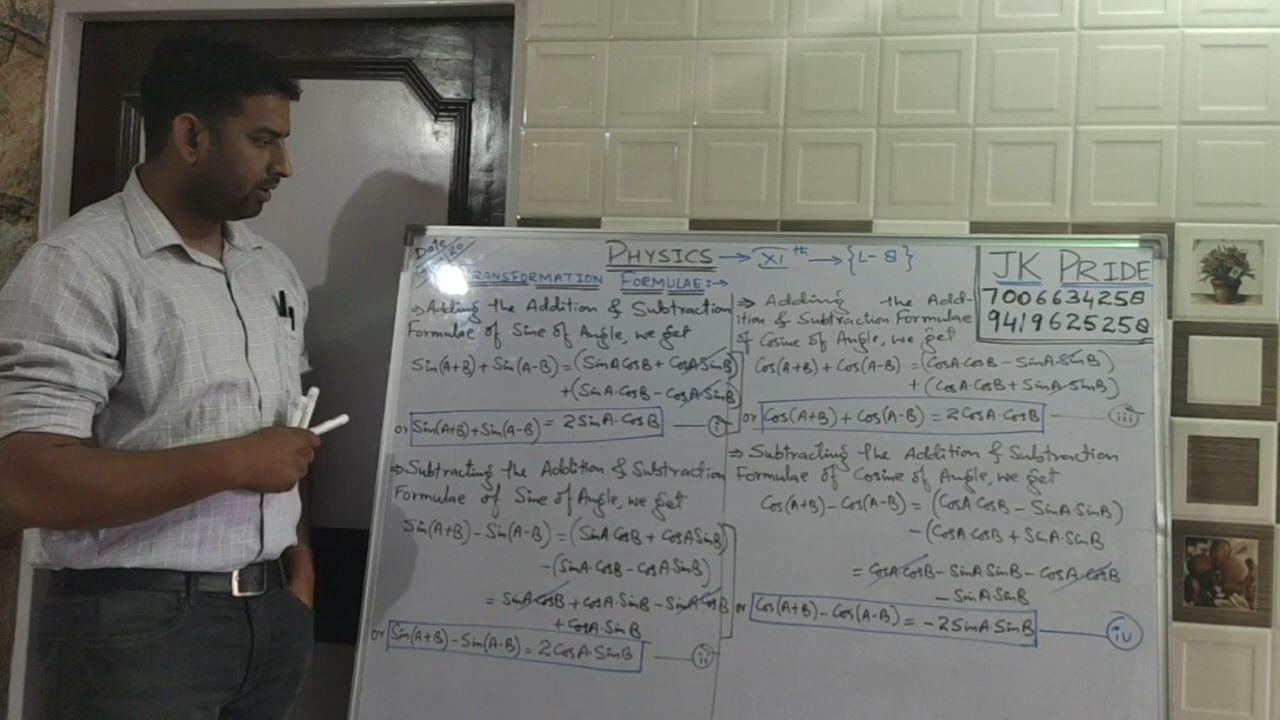 Date
PHYSICS → XIth → {L-8}
TRANSFORMATION FORMULAE:→
JK PRIDE
7006634258
9419625258
⇒ Adding the Addition & Subtraction
Formulae of Sine of Angle, we get
Sin(A+B) + Sin(A-B) = (SinA CosB + CosA SinB)
+ (SinA·CosB - CosA·SinB)
or Sin(A+B) + Sin(A-B) = 2SinA·CosB — (i)
⇒ Subtracting the Addition & Subtraction
Formulae of Sine of Angle, we get
Sin(A+B) - Sin(A-B) = (SinA·CosB + CosA SinB)
-(SinA·CosB - CosA·SinB)
= SinA·CosB + CosA·SinB - SinA·CosB
+ CosA·SinB
or Sin(A+B) - Sin(A-B) = 2CosA·SinB — (ii)
⇒ Adding the Add-
ition & Subtraction Formulae
of Cosine of Angle, we get
Cos(A+B) + Cos(A-B) = (CosA·CosB - SinA·SinB)
+ (CosA·CosB + SinA·SinB)
or Cos(A+B) + Cos(A-B) = 2CosA·CosB — (iii)
⇒ Subtracting the Addition & Subtraction
Formulae of Cosine of Angle, we get
Cos(A+B) - Cos(A-B) = (CosA·CosB - SinA·SinB)
-(CosA·CosB + SinA·SinB
= CosA·CosB - SinA SinB - CosA·CosB
- SinA SinB
or Cos(A+B) - Cos(A-B) = -2SinA·SinB — (iv)